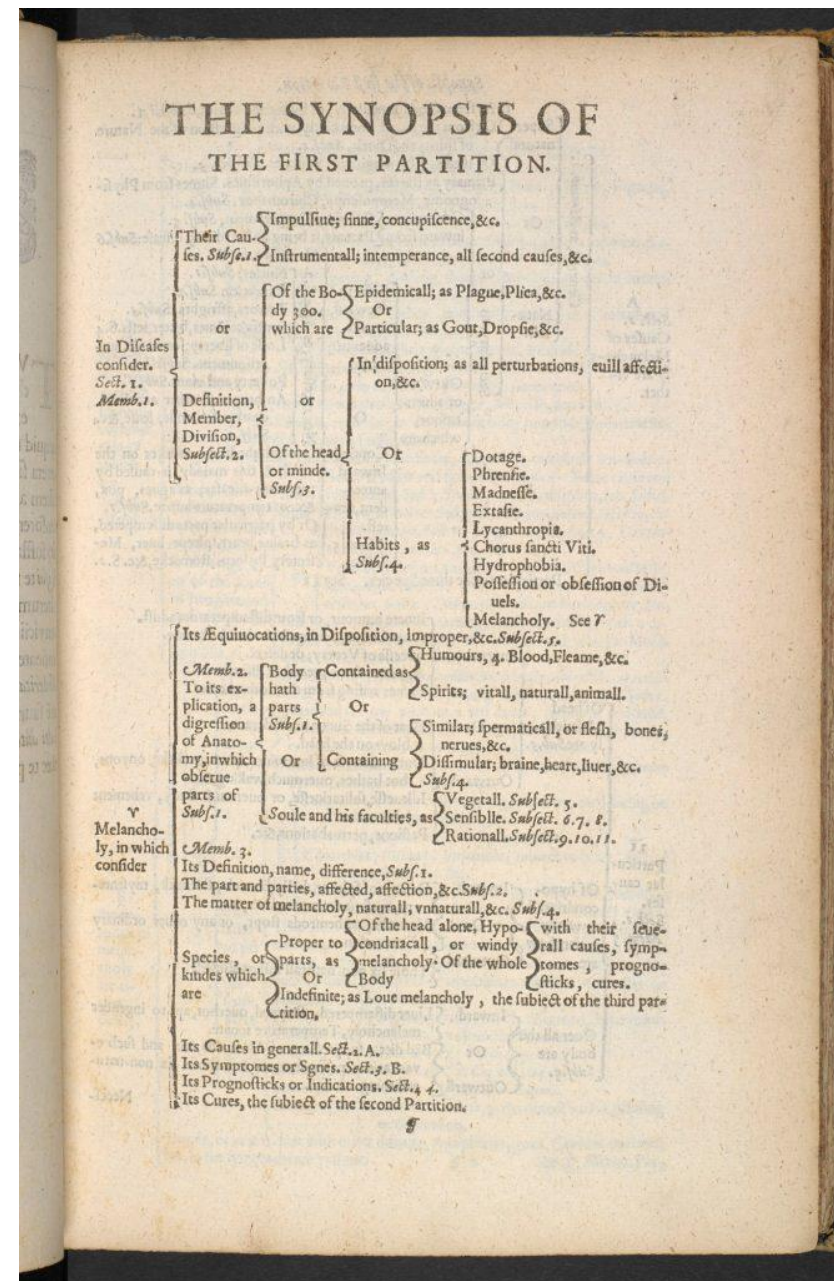 THE SYNOPSIS OF
THE FIRST PARTITION.
In Diseases
consider.
Sect. 1.
Memb.1.
Their Cau-
ses. Subse.1.
Impulsiue; sinne, concupiscence,&c.
Instrumentall; intemperance, all second causes,&c.
or
Definition,
Member,
Diuision,
Subsect.2.
Of the Bo-
dy 300.
which are
Epidemicall; as Plague,Plica,&c.
Or
Particular; as Gout,Dropsie,&c.
or
Of the head
or minde.
Subs.3.
In disposition; as all perturbations, euill affecti-
on,&c.
Or
Habits , as
Subs.4.
Dotage.
Phrensie.
Madnesse.
Extasie.
Lycanthropia.
Chorus sancti Viti.
Hydrophobia.
Possession or obsession of Di-
uels.
Melancholy. See ♈
♈
Melancho-
ly, in which
consider
Its Æquiuocations, in Disposition, Improper,&c.Subsect.5.
Memb.2.
To its ex-
plication, a
digression
of Anato-
my,in which
obserue
parts of
Subs.1.
Body
hath
parts
Subs.1.
Contained as
Humours, 4. Blood,Fleame,&c.
Spirits; vitall, naturall,animall.
Or
Containing
Similar; spermaticall, or flesh, bones,
nerues,&c.
Dissimular; braine,heart,liuer,&c.
Subs.4.
Or
Soule and his faculties, as
Vegetall. Subsect. 5.
Sensiblle. Subsect. 6.7. 8.
Rationall.Subsect.9.10.11.
Memb. 3.
Its Definition, name, difference,Subs.1.
The part and parties, affected, affection,&c.Subs.2.
The matter of melancholy, naturall, vnnaturall,&c. Subs.4.
Species , or
kindes which
are
Proper to
parts, as
Of the head alone, Hypo-
condriacall , or windy
melancholy. Of the whole
Body
with their seue-
rall causes, symp-
tomes , progno-
sticks , cures.
Or
Indefinite; as Loue melancholy , the subiect of the third par-
tition.
Its Causes in generall.Sect.2. A.
Its Symptomes or Sgnes. Sect.3. B.
Its Prognosticks or Indications. Sect.4 4.
Its Cures, the subiect of the second Partition.
¶